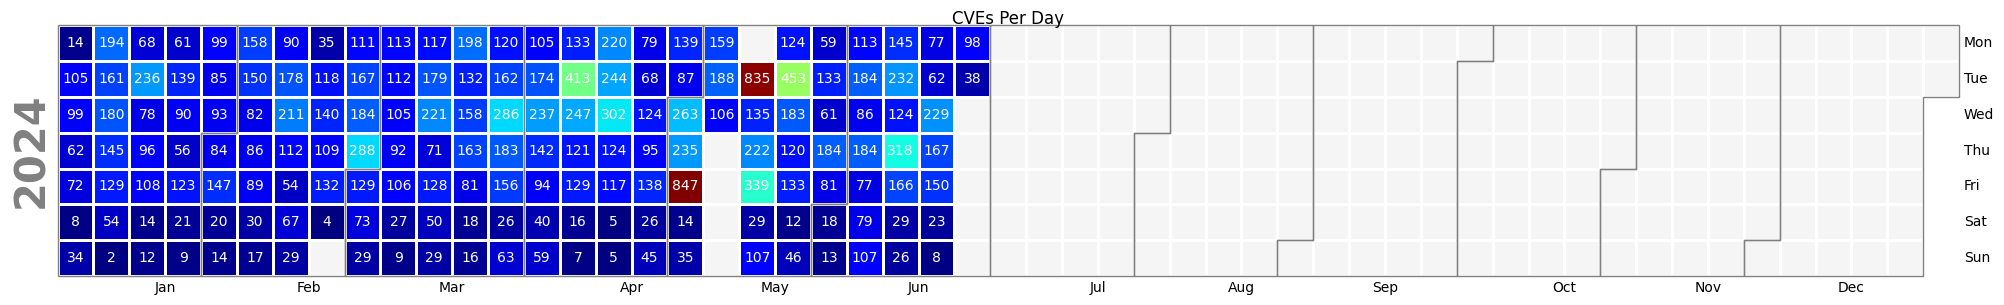 CVEs Per Day
2024
14 194 68 61 99 158 90 35 111 113 117 198 120 105 133 220 79 139 159 124 59 113 145 77 98 Mon
105 161 236 139 85 150 178 118 167 112 179 132 162 174 413 244 68 87 188 835 453 133 184 232 62 38 Tue
99 180 78 90 93 82 211 140 184 105 221 158 286 237 247 302 124 263 106 135 183 61 86 124 229 Wed
62 145 96 56 84 86 112 109 288 92 71 163 183 142 121 124 95 235 222 120 184 184 318 167 Thu
72 129 108 123 147 89 54 132 129 106 128 81 156 94 129 117 138 847 339 133 81 77 166 150 Fri
8 54 14 21 20 30 67 4 73 27 50 18 26 40 16 5 26 14 29 12 18 79 29 23 Sat
34 2 12 9 14 17 29 29 9 29 16 63 59 7 5 45 35 107 46 13 107 26 8 Sun
Jan Feb Mar Apr May Jun Jul Aug Sep Oct Nov Dec